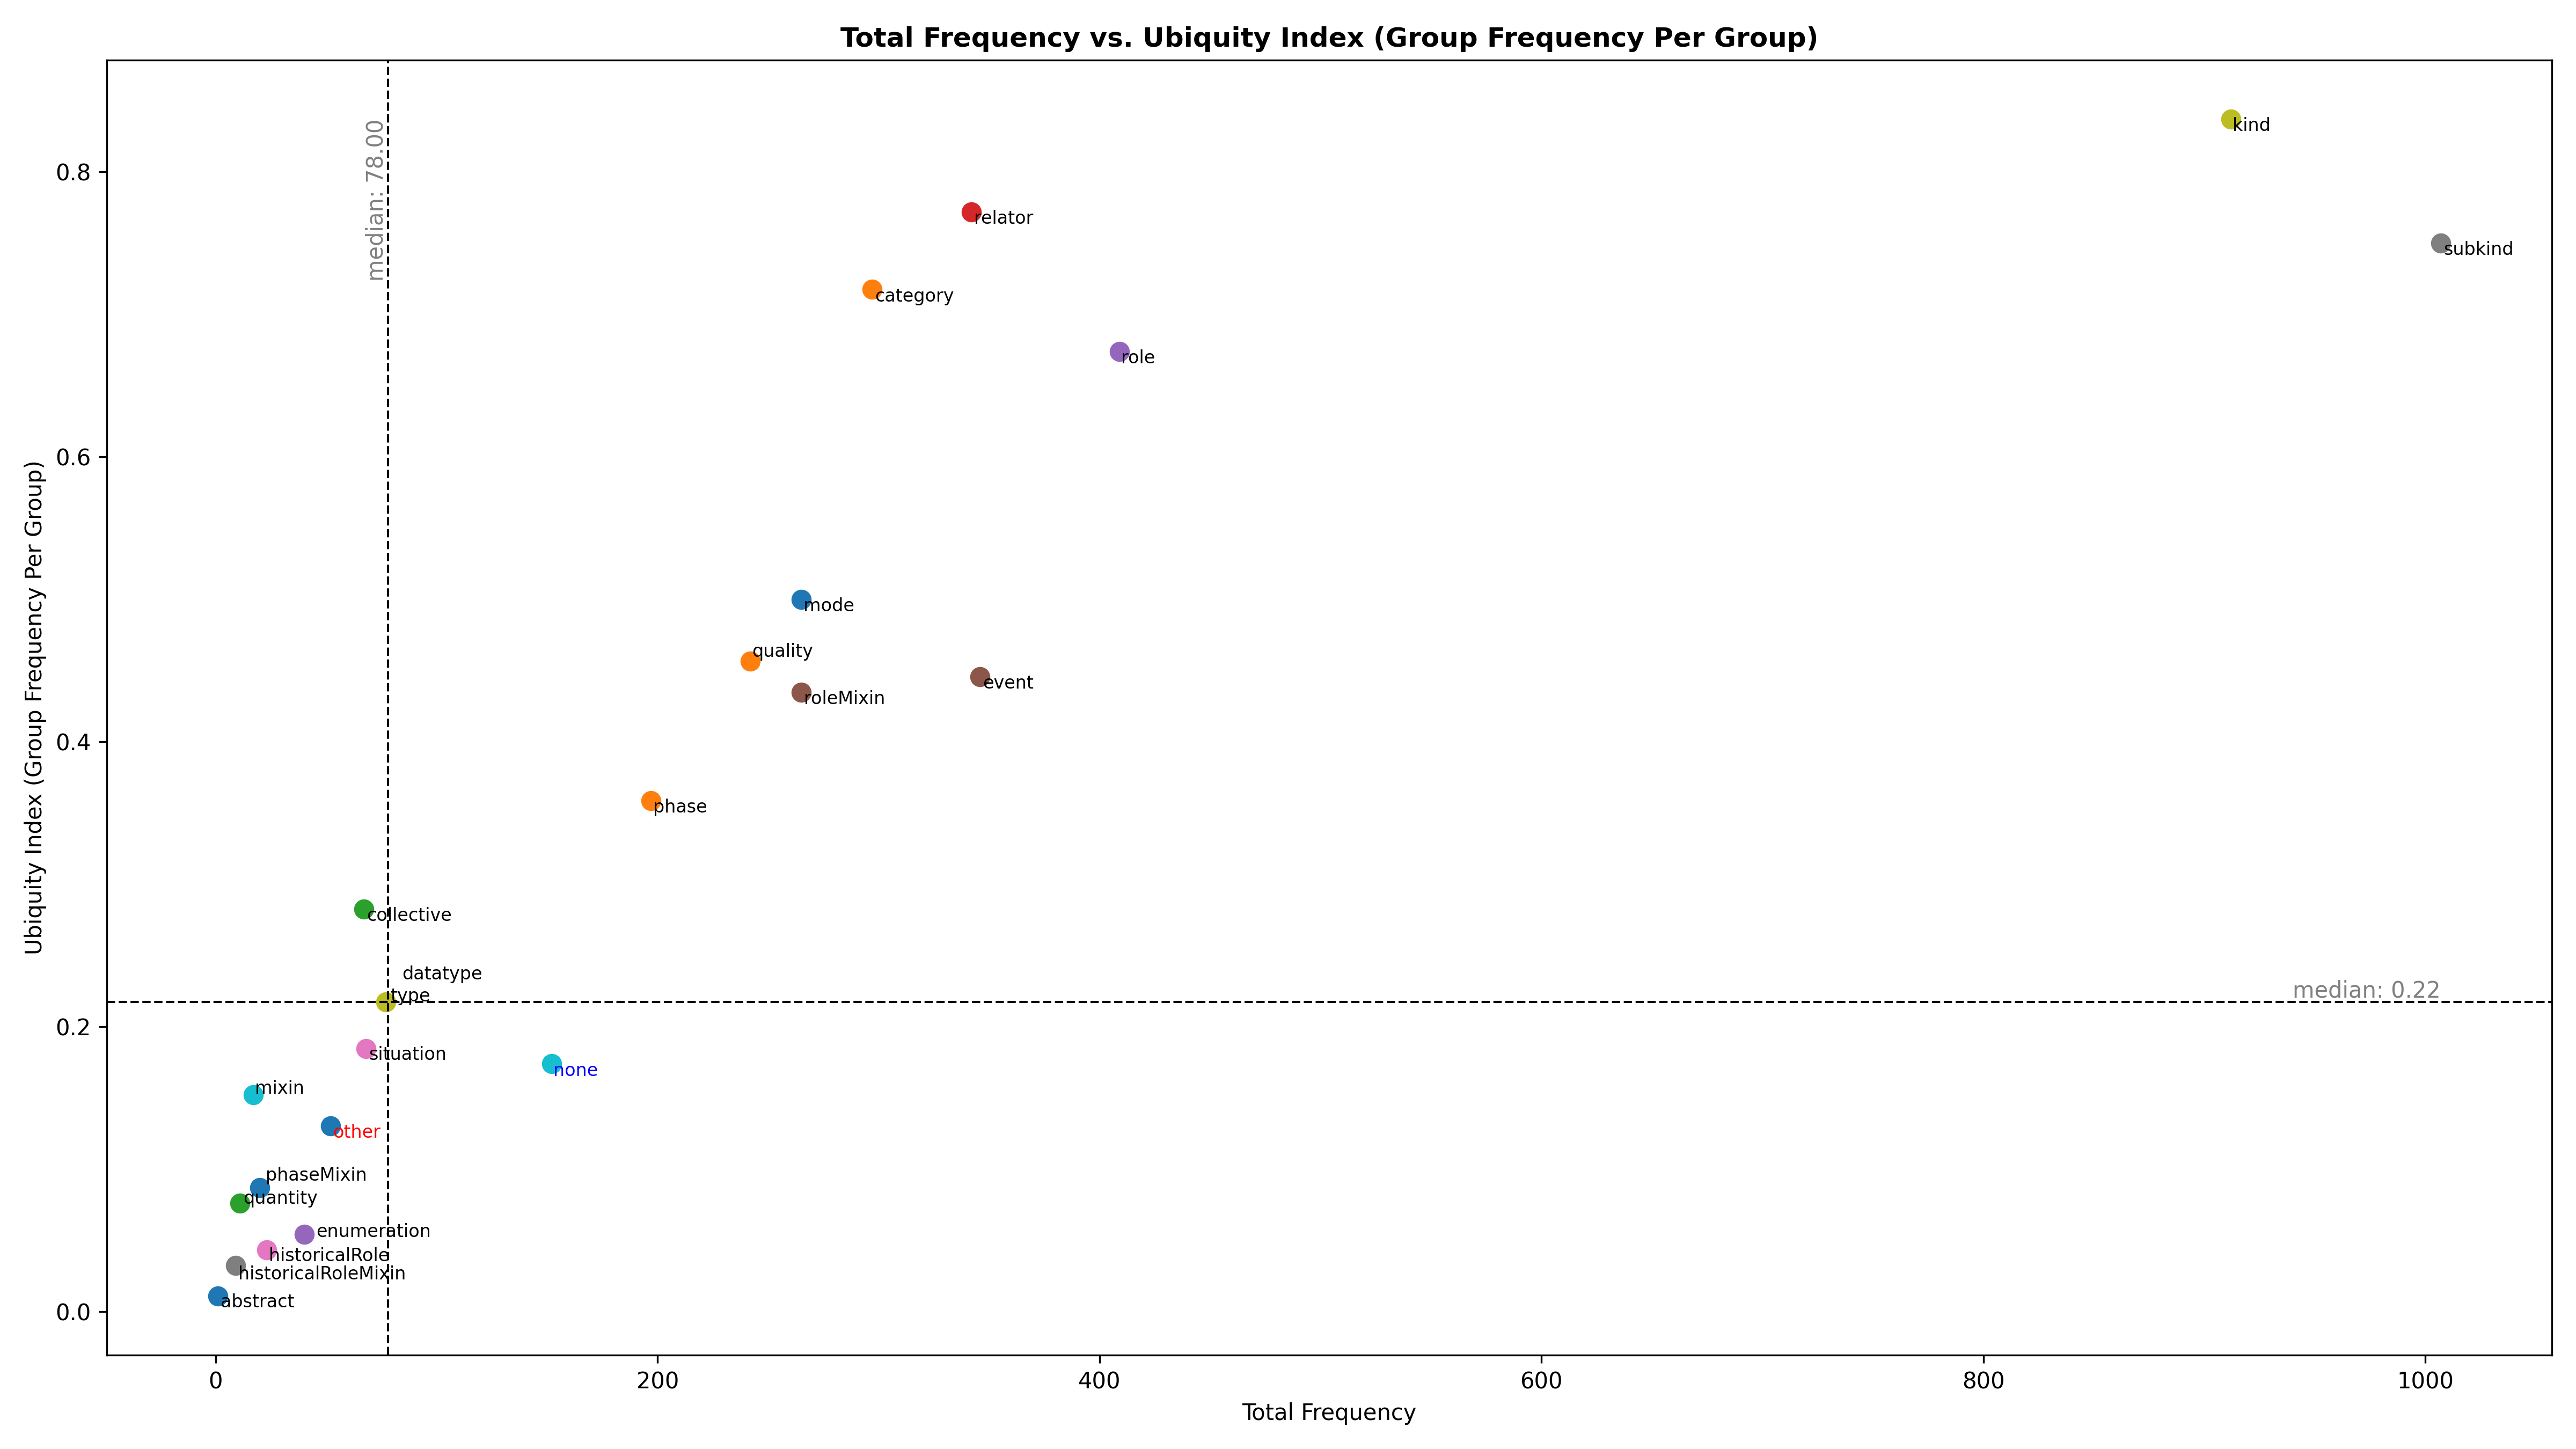 Total Frequency vs. Ubiquity Index (Group Frequency Per Group)
Ubiquity Index (Group Frequency Per Group)
0.8
0.6
0.4
0.2
0.0
median: 78.00
kind
relator
subkind
category
role
mode
quality
event
roleMixin
phase
collective
datatype
type
median: 0.22
situation
none
mixin
other
phaseMixin
quantity
enumeration
historicalRole
historicalRoleMixin
abstract
0
200
400
600
800
1000
Total Frequency